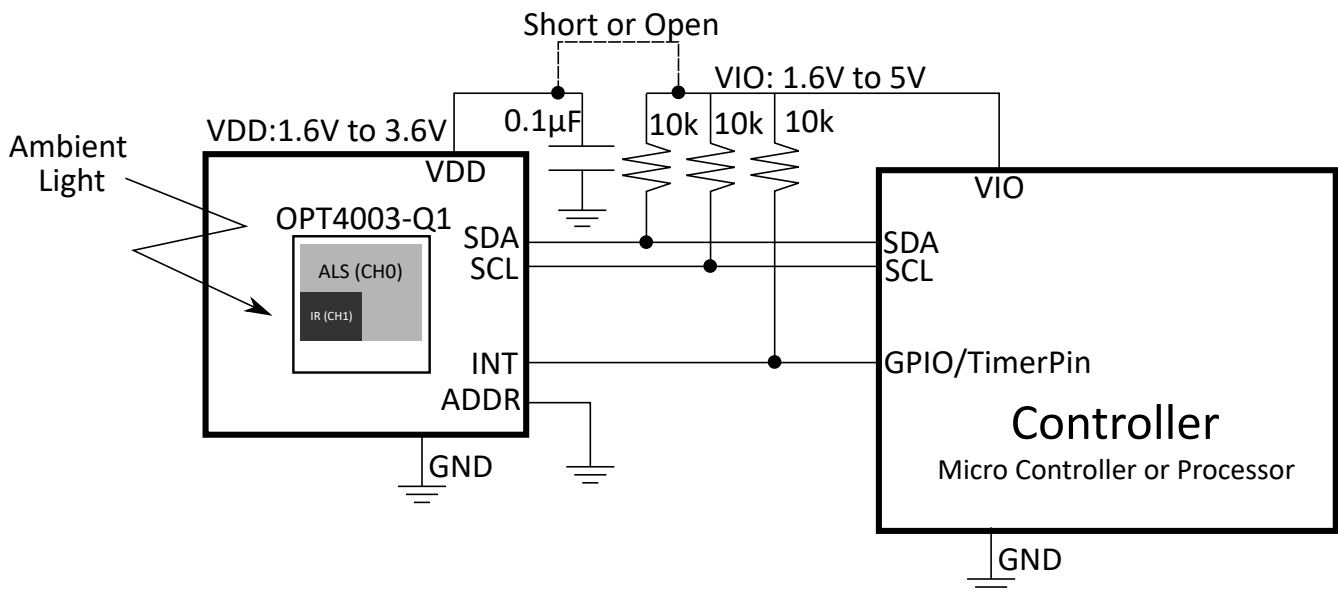 Short or Open
VIO: 1.6V to 5V
0.1µF
10k
10k
10k
VDD:1.6V to 3.6V
Ambient
Light
VDD
VIO
OPT4003-Q1
SDA
SDA
ALS (CH0)
SCL
SCL
IR (CH1)
INT
GPIO/TimerPin
ADDR
Controller
GND
Micro Controller or Processor
GND